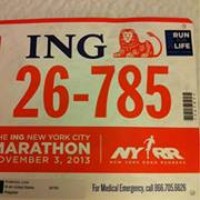 ING
RUN
FOR
LIFE
26-785
THE ING NEW YORK CITY
MARATHON
NOVEMBER 3, 2013
NYRR
NEW YORK ROAD RUNNERS
For Medical Emergency, call 866.705.6626